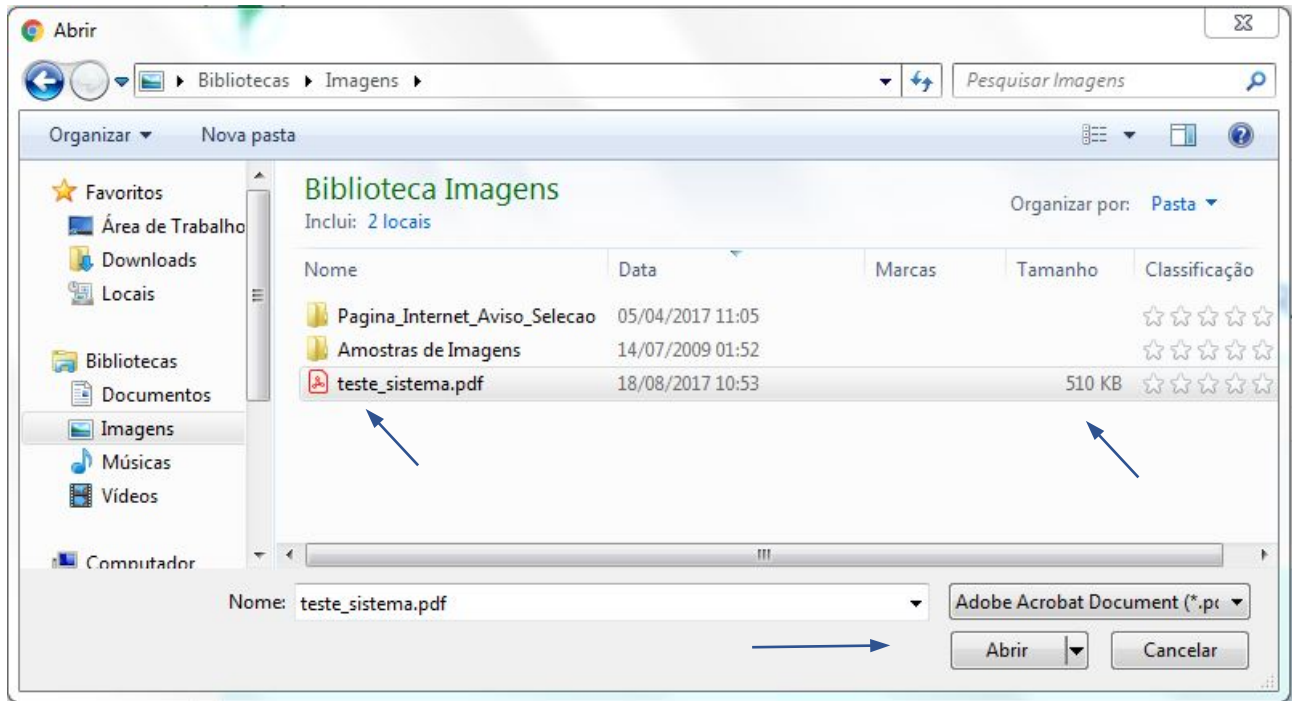 Abrir
Bibliotecas Imagens
Pesquisar Imagens
Organizar Nova pasta
Favoritos
Área de Trabalho
Downloads
Locais
Bibliotecas
Documentos
Imagens
Músicas
Vídeos
Computador
Biblioteca Imagens
Inclui: 2 locais
Organizar por: Pasta
Nome Data Marcas Tamanho Classificação
Pagina_Internet_Aviso_Selecao 05/04/2017 11:05
Amostras de Imagens 14/07/2009 01:52
teste_sistema.pdf 18/08/2017 10:53 510 KB
Nome: teste_sistema.pdf
Adobe Acrobat Document (*.pc
Abrir Cancelar